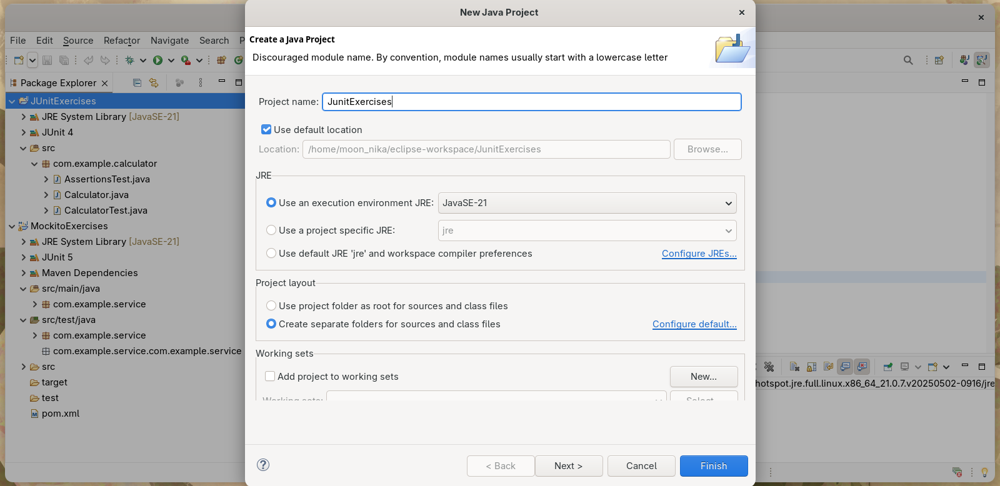 New Java Project
File Edit Source Refactor Navigate Search P
Create a Java Project
Discouraged module name. By convention, module names usually start with a lowercase letter
Package Explorer
JUnitExercises
JRE System Library [JavaSE-21]
JUnit 4
src
com.example.calculator
AssertionsTest.java
Calculator.java
CalculatorTest.java
MockitoExercises
JRE System Library [JavaSE-21]
JUnit 5
Maven Dependencies
src/main/java
com.example.service
src/test/java
com.example.service
com.example.service.com.example.service
src
target
test
pom.xml
Project name: JunitExercises
Use default location
Location: /home/moon_nika/eclipse-workspace/JunitExercises Browse...
JRE
Use an execution environment JRE: JavaSE-21
Use a project specific JRE: jre
Use default JRE 'jre' and workspace compiler preferences Configure JREs...
Project layout
Use project folder as root for sources and class files
Create separate folders for sources and class files Configure default...
Working sets
Add project to working sets New...
Working sets: Select...
hotspot.jre.full.linux.x86_64_21.0.7.v20250502-0916/jre
< Back Next > Cancel Finish